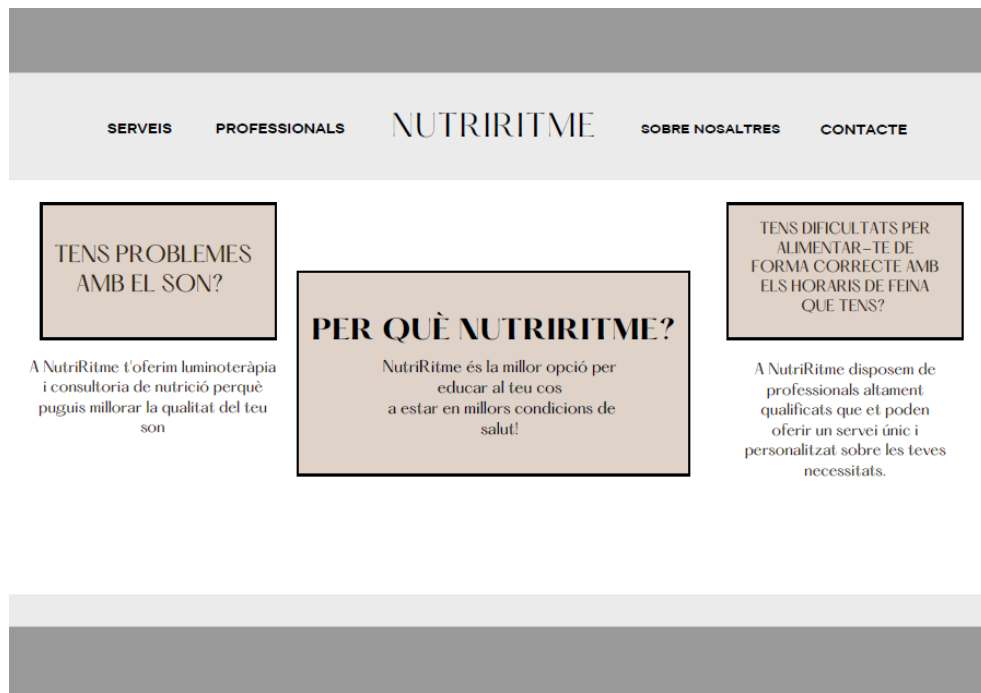 SERVEIS
PROFESSIONALS
NUTRIRITME
SOBRE NOSALTRES
CONTACTE
TENS PROBLEMES
AMB EL SON?
A NutriRitme t'oferim luminoteràpia
i consultoria de nutrició perquè
puguis millorar la qualitat del teu
son
PER QUÈ NUTRIRITME?
NutriRitme és la millor opció per
educar al teu cos
a estar en millors condicions de
salut!
TENS DIFICULTATS PER
ALIMENTAR-TE DE
FORMA CORRECTE AMB
ELS HORARIS DE FEINA
QUE TENS?
A NutriRitme disposem de
professionals altament
qualificats que et poden
oferir un servei únic i
personalitzat sobre les teves
necessitats.